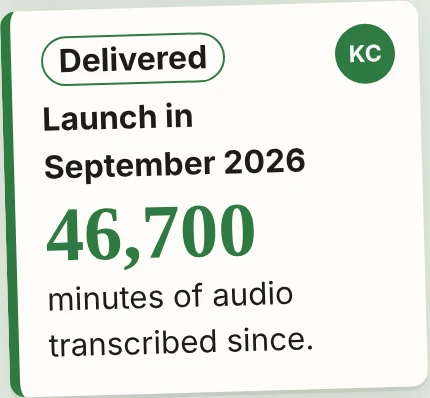 Delivered
KC
Launch in
September 2026
46,700
minutes of audio
transcribed since.